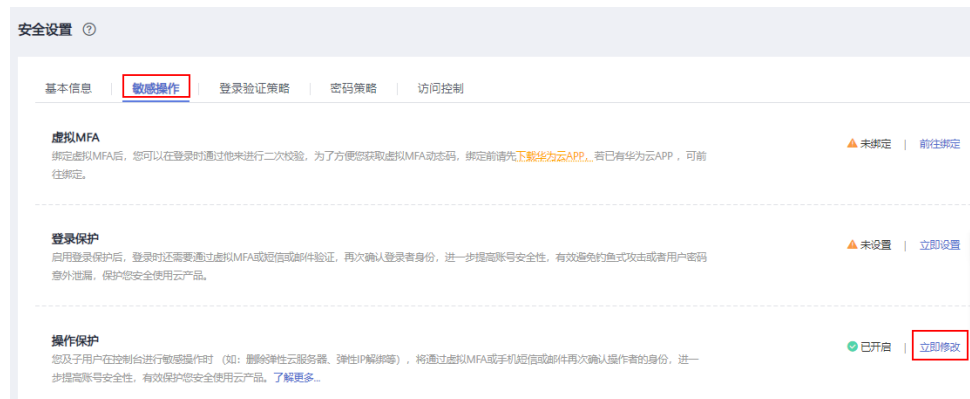 安全设置 ?
基本信息 敏感操作 登录验证策略 密码策略 访问控制
虚拟MFA
绑定虚拟MFA后，您可以在登录时通过他来进行二次校验，为了方便您获取虚拟MFA动态码，绑定前请先下载华为云APP，若已有华为云APP ，可前
往绑定。
未绑定 | 前往绑定
登录保护
启用登录保护后，登录时还需要通过虚拟MFA或短信或邮件验证，再次确认登录者身份，进一步提高账号安全性，有效避免钓鱼式攻击或者用户密码
意外泄漏，保护您安全使用云产品。
未设置 | 立即设置
操作保护
您及子用户在控制台进行敏感操作时 （如：删除弹性云服务器、弹性IP解绑等），将通过虚拟MFA或手机短信或邮件再次确认操作者的身份，进一
步提高账号安全性，有效保护您安全使用云产品。了解更多...
已开启 | 立即修改